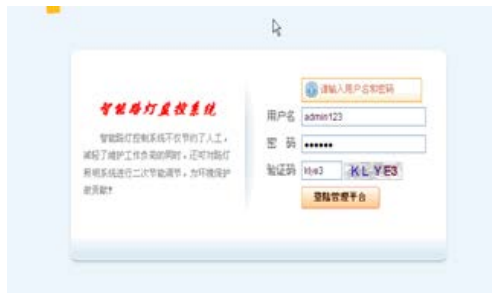 智能路灯监控系统
智能路灯控制系统不仅节约了人工，
减轻了维护工作负荷的同时，还可对路灯
照明系统进行二次节能调节，为环境保护
做贡献！
请输入用户名和密码
用户名 admin123
密 码 ••••••
验证码 klye3 KLYE3
登陆管理平台